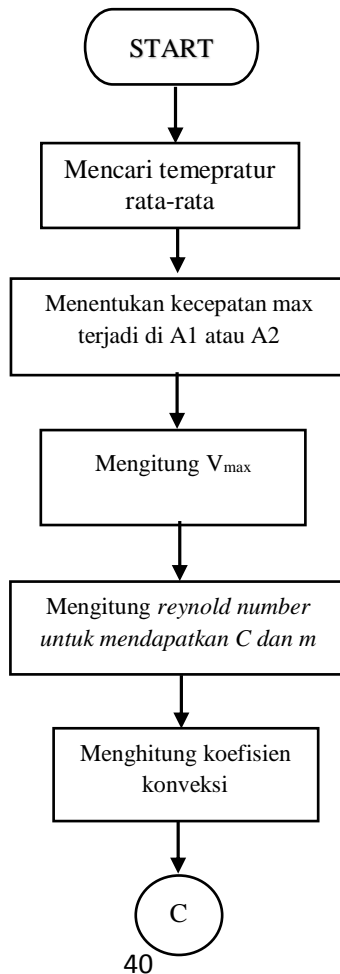 START
Mencari temepratur
rata-rata
Menentukan kecepatan max
terjadi di A1 atau A2
Mengitung Vmax
Mengitung reynold number
untuk mendapatkan C dan m
Menghitung koefisien
konveksi
C
40